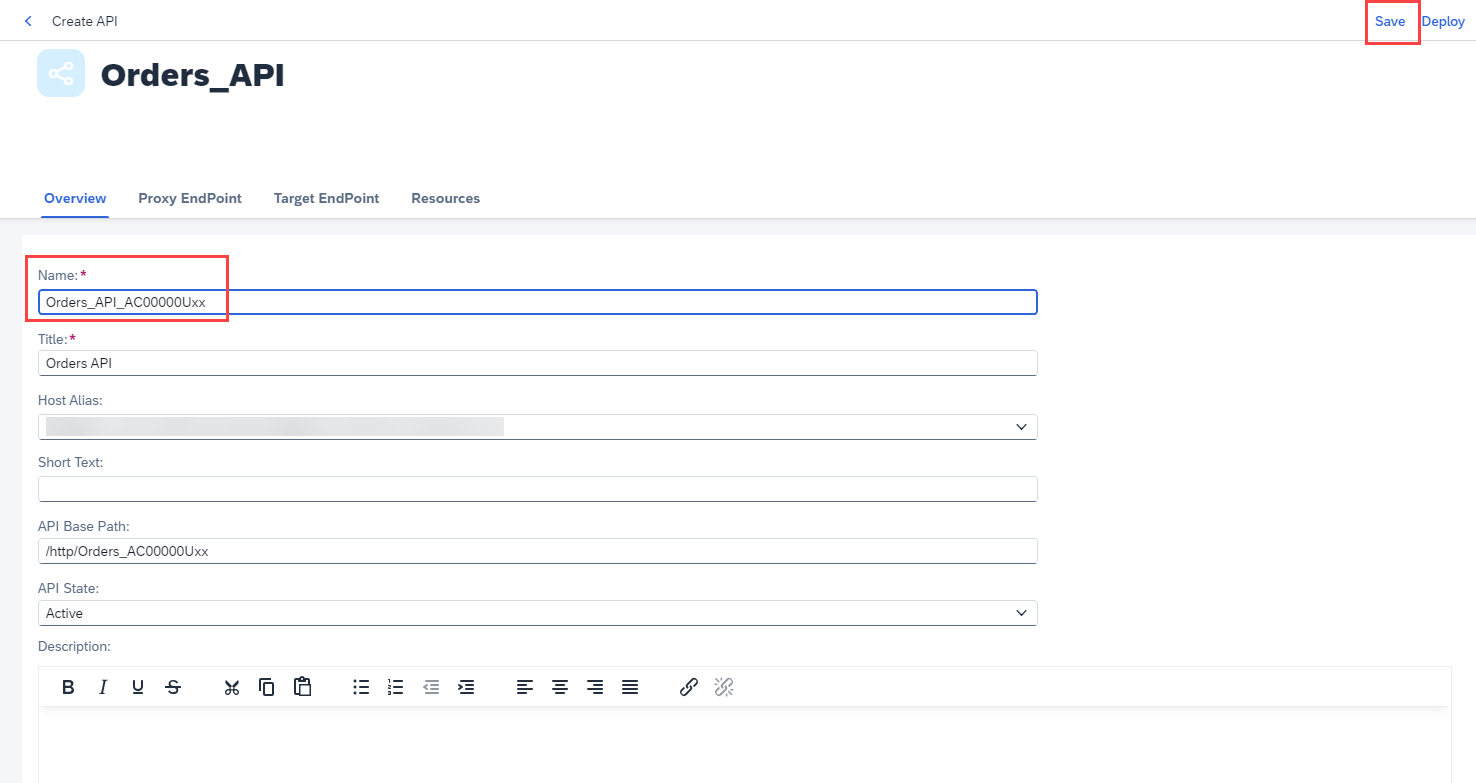 Create API
Save Deploy
Orders_API
Overview Proxy EndPoint Target EndPoint Resources
Name:*
Orders_API_AC00000Uxx
Title:*
Orders API
Host Alias:
Short Text:
API Base Path:
/http/Orders_AC00000Uxx
API State:
Active
Description:
B I U S